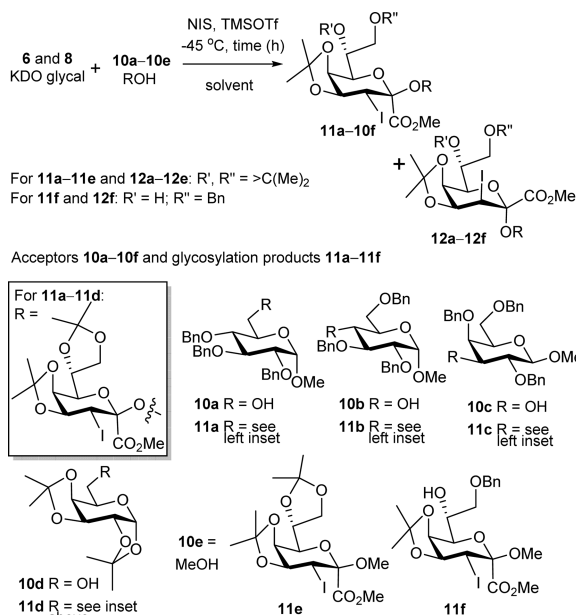 6 and 8
KDO glycal
+
10a–10e
ROH
NIS, TMSOTf
-45 °C, time (h)
solvent
R'O OR"
O
O
O
OR
I CO₂Me
11a–10f
+
R'O OR"
O
O
I
O CO₂Me
OR
12a–12f
For 11a–11e and 12a–12e: R', R" = >C(Me)₂
For 11f and 12f: R' = H; R" = Bn
Acceptors 10a–10f and glycosylation products 11a–11f
For 11a–11d:
R =
O O
O
O
O
O
I
CO₂Me
R
BnO O
BnO
BnO
OMe
10a R = OH
11a R = see
left inset
OBn
R O
BnO
BnO
OMe
10b R = OH
11b R = see
left inset
BnO OBn
O
R OMe
OBn
10c R = OH
11c R = see
left inset
R
O
O
O
O
O
10d R = OH
11d R = see inset
10e =
MeOH
O O
O
O
O
OMe
I
CO₂Me
11e
HO OBn
O
O
O
OMe
I
CO₂Me
11f